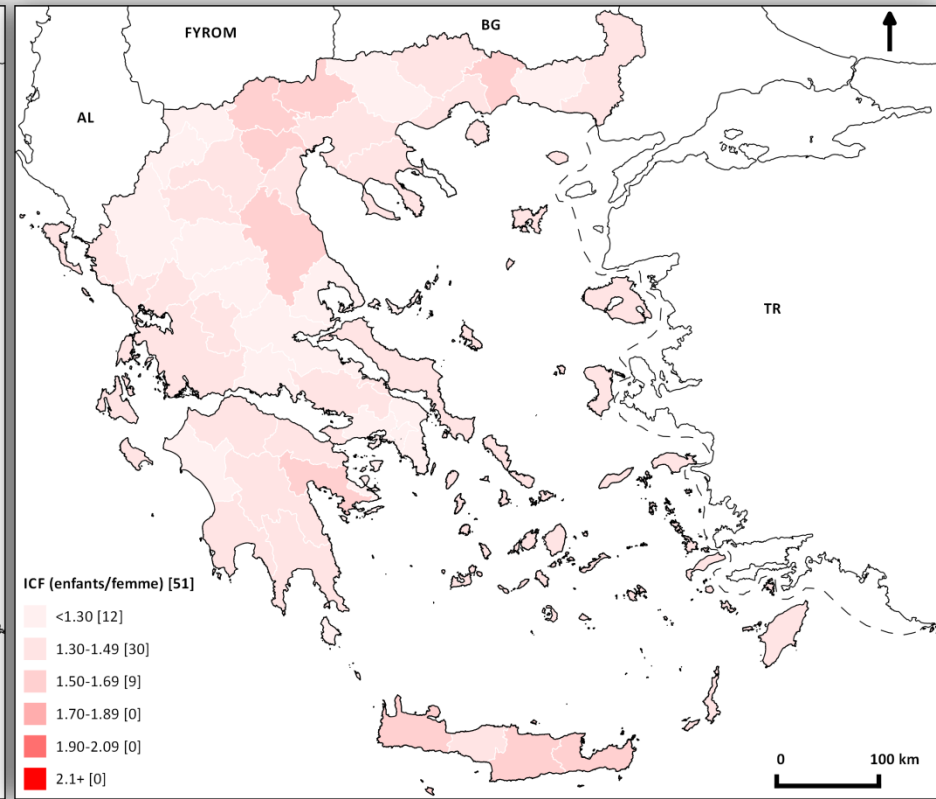 FYROM
BG
AL
TR
ICF (enfants/femme) [51]
<1.30 [12]
1.30-1.49 [30]
1.50-1.69 [9]
1.70-1.89 [0]
1.90-2.09 [0]
2.1+ [0]
0 100 km